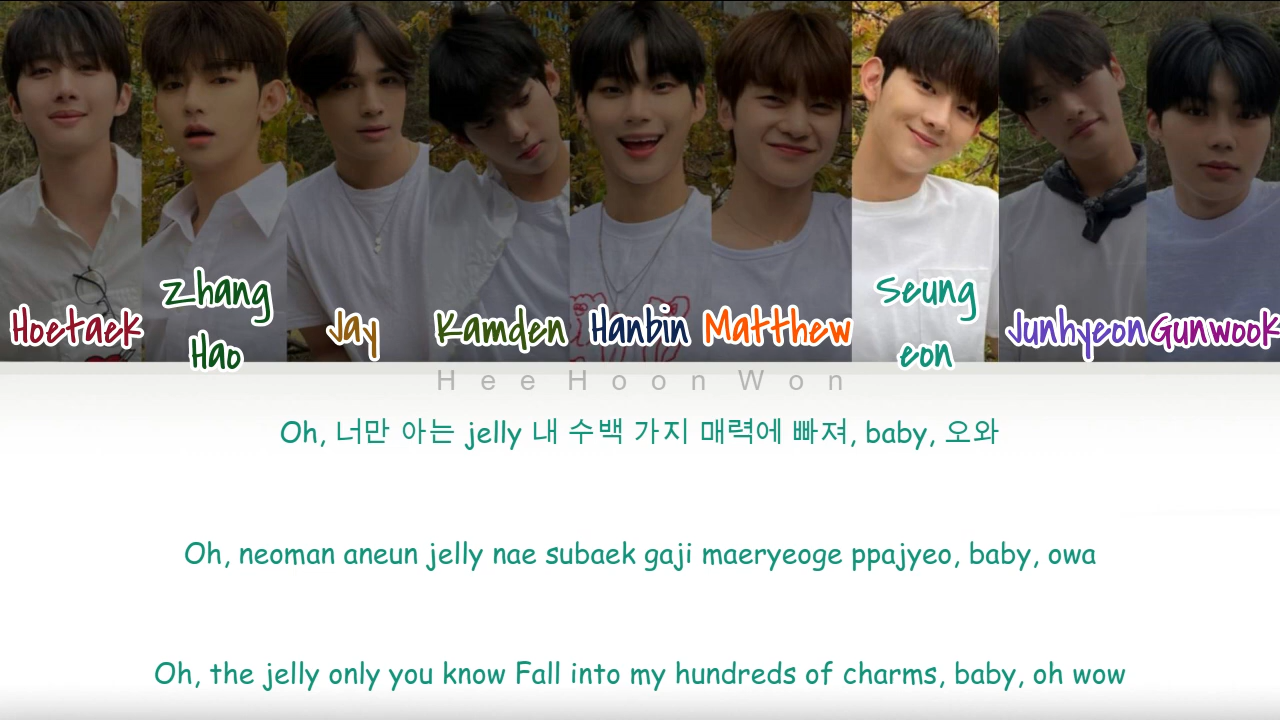 Hoetaek
Zhang
Hao
Jay
Kamden
Hanbin
Matthew
Seung
eon
Junhyeon
Gunwook
HeeHoonWon
Oh, 너만 아는 jelly 내 수백 가지 매력에 빠져, baby, 오와
Oh, neoman aneun jelly nae subaek gaji maeryeoge ppajyeo, baby, owa
Oh, the jelly only you know Fall into my hundreds of charms, baby, oh wow